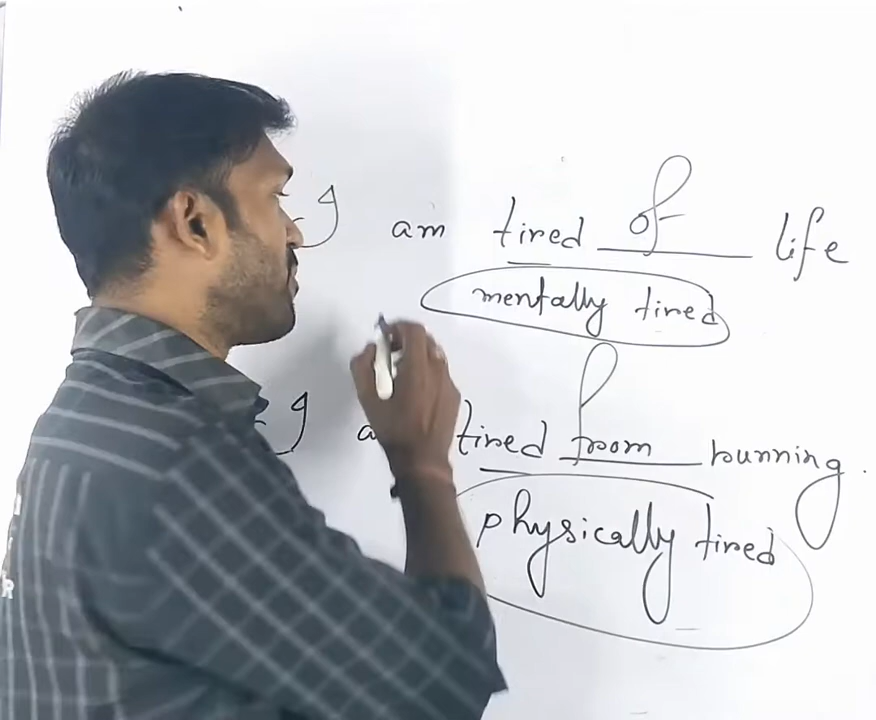 I am tired of life
mentally tired
I a tired from running.
physically tired